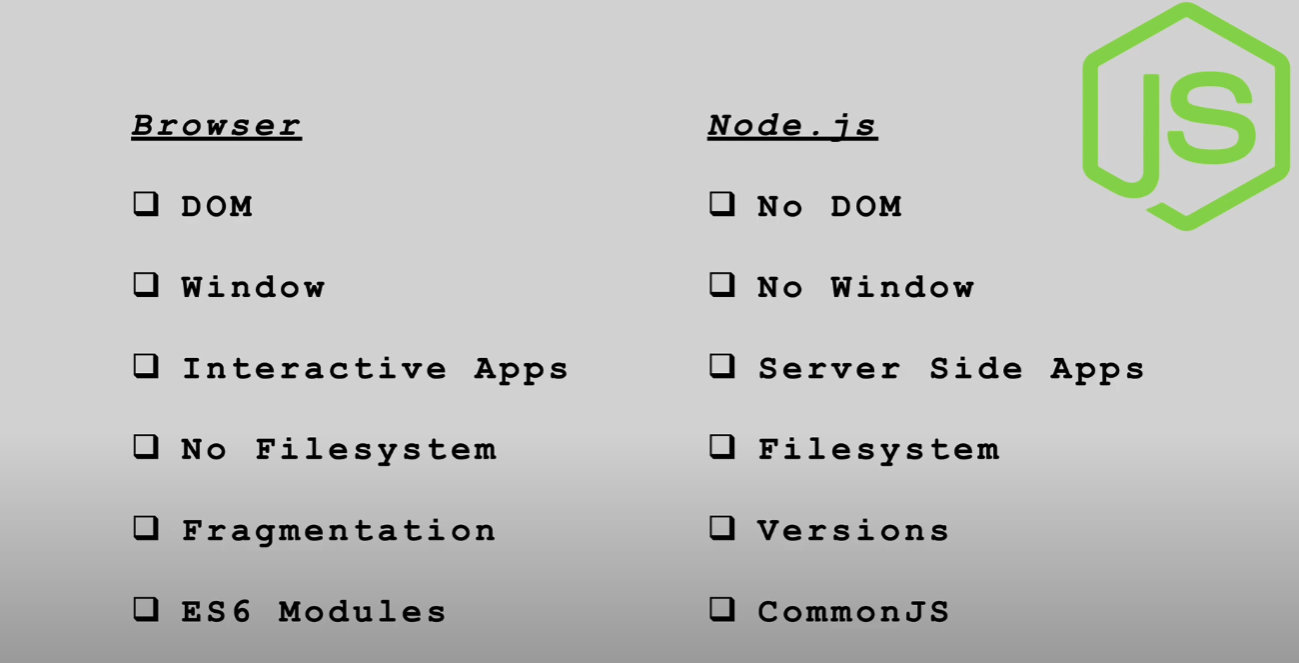 Browser
❑ DOM
❑ Window
❑ Interactive Apps
❑ No Filesystem
❑ Fragmentation
❑ ES6 Modules
Node.js
❑ No DOM
❑ No Window
❑ Server Side Apps
❑ Filesystem
❑ Versions
❑ CommonJS
JS